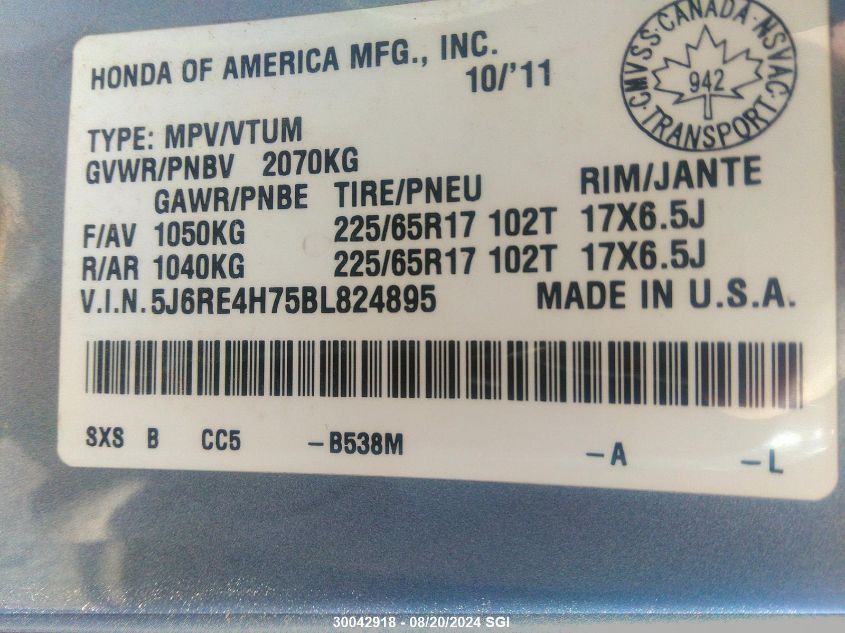 HONDA OF AMERICA MFG., INC.
10/'11
CMVSS·CANADA·NSVAC·TRANSPORT·
942
TYPE: MPV/VTUM
GVWR/PNBV 2070KG
GAWR/PNBE TIRE/PNEU RIM/JANTE
F/AV 1050KG 225/65R17 102T 17X6.5J
R/AR 1040KG 225/65R17 102T 17X6.5J
V.I.N. 5J6RE4H75BL824895 MADE IN U.S.A.
SXS B CC5 -B538M -A -L
30042918 - 08/20/2024 SGI